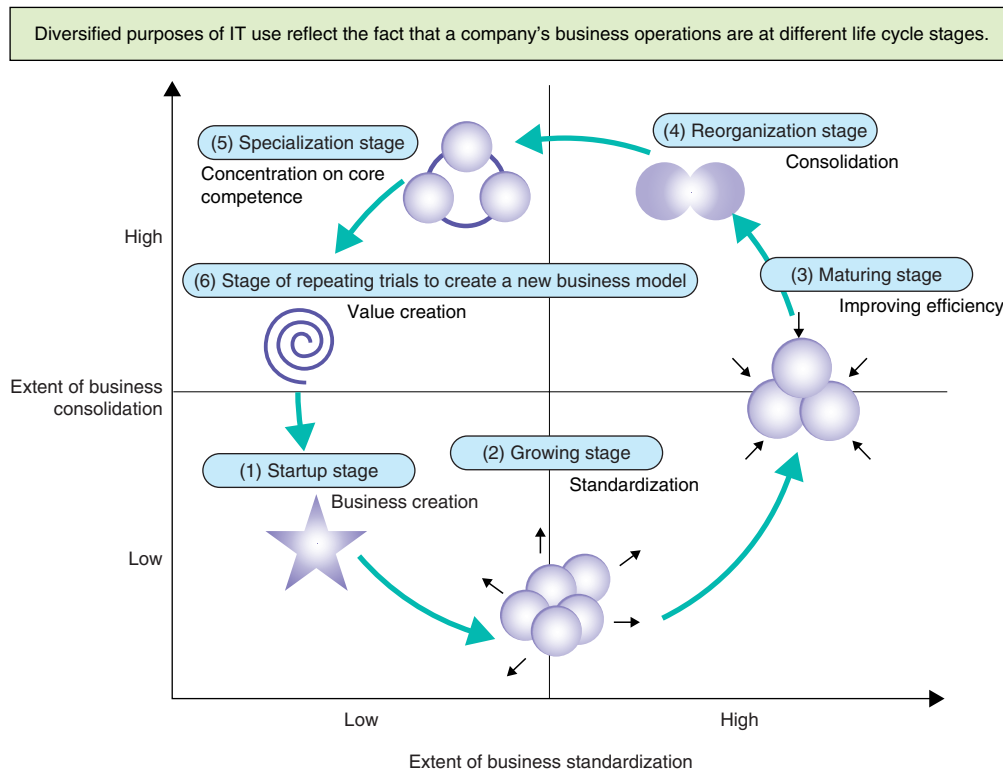 Diversified purposes of IT use reflect the fact that a company's business operations are at different life cycle stages.
(5) Specialization stage
Concentration on core
competence
(4) Reorganization stage
Consolidation
High
(6) Stage of repeating trials to create a new business model
Value creation
(3) Maturing stage
Improving efficiency
Extent of business
consolidation
(1) Startup stage
Business creation
(2) Growing stage
Standardization
Low
Low
High
Extent of business standardization